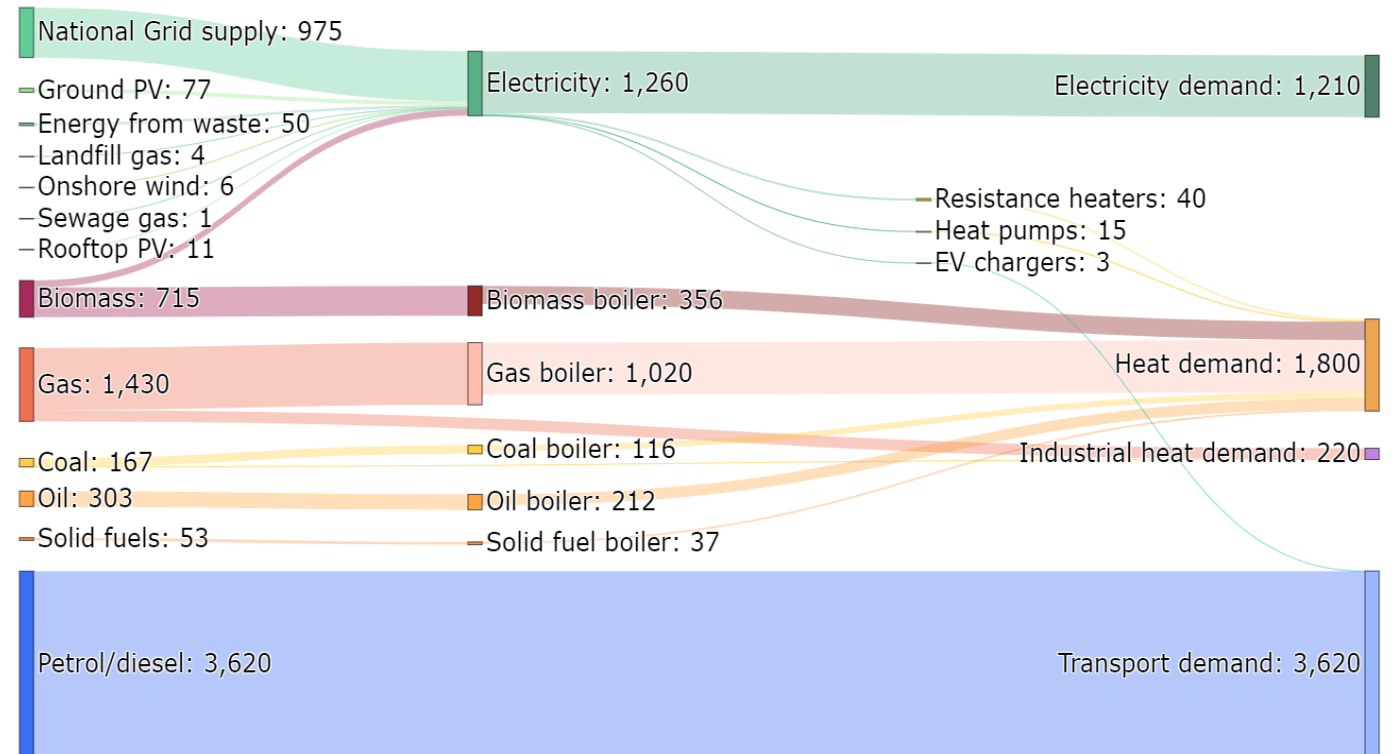 National Grid supply: 975
Ground PV: 77
Energy from waste: 50
Landfill gas: 4
Onshore wind: 6
Sewage gas: 1
Rooftop PV: 11
Biomass: 715
Gas: 1,430
Coal: 167
Oil: 303
Solid fuels: 53
Petrol/diesel: 3,620
Electricity: 1,260
Biomass boiler: 356
Gas boiler: 1,020
Coal boiler: 116
Oil boiler: 212
Solid fuel boiler: 37
Resistance heaters: 40
Heat pumps: 15
EV chargers: 3
Electricity demand: 1,210
Heat demand: 1,800
Industrial heat demand: 220
Transport demand: 3,620